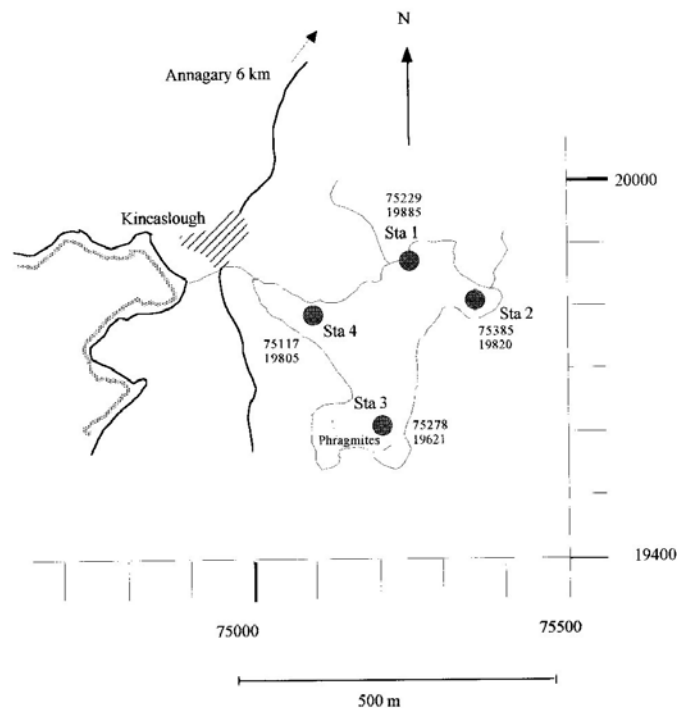 N
Annagary 6 km
20000
75229
19885
Kincaslough
Sta 1
Sta 2
75385
19820
Sta 4
75117
19805
Sta 3
75278
19621
Phragmites
19400
75000
75500
500 m